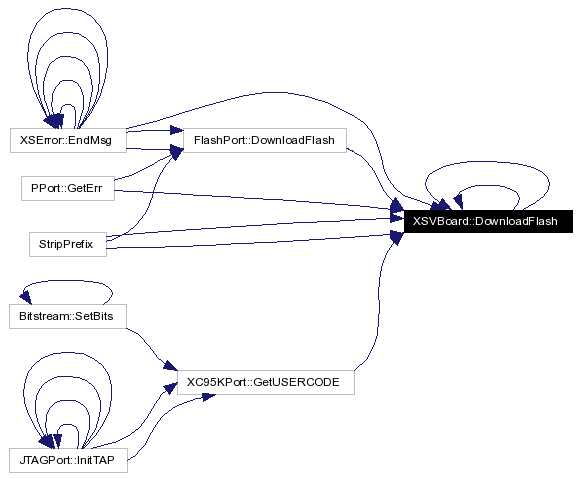 XSError::EndMsg
FlashPort::DownloadFlash
PPort::GetErr
XSVBoard::DownloadFlash
StripPrefix
Bitstream::SetBits
XC95KPort::GetUSERCODE
JTAGPort::InitTAP